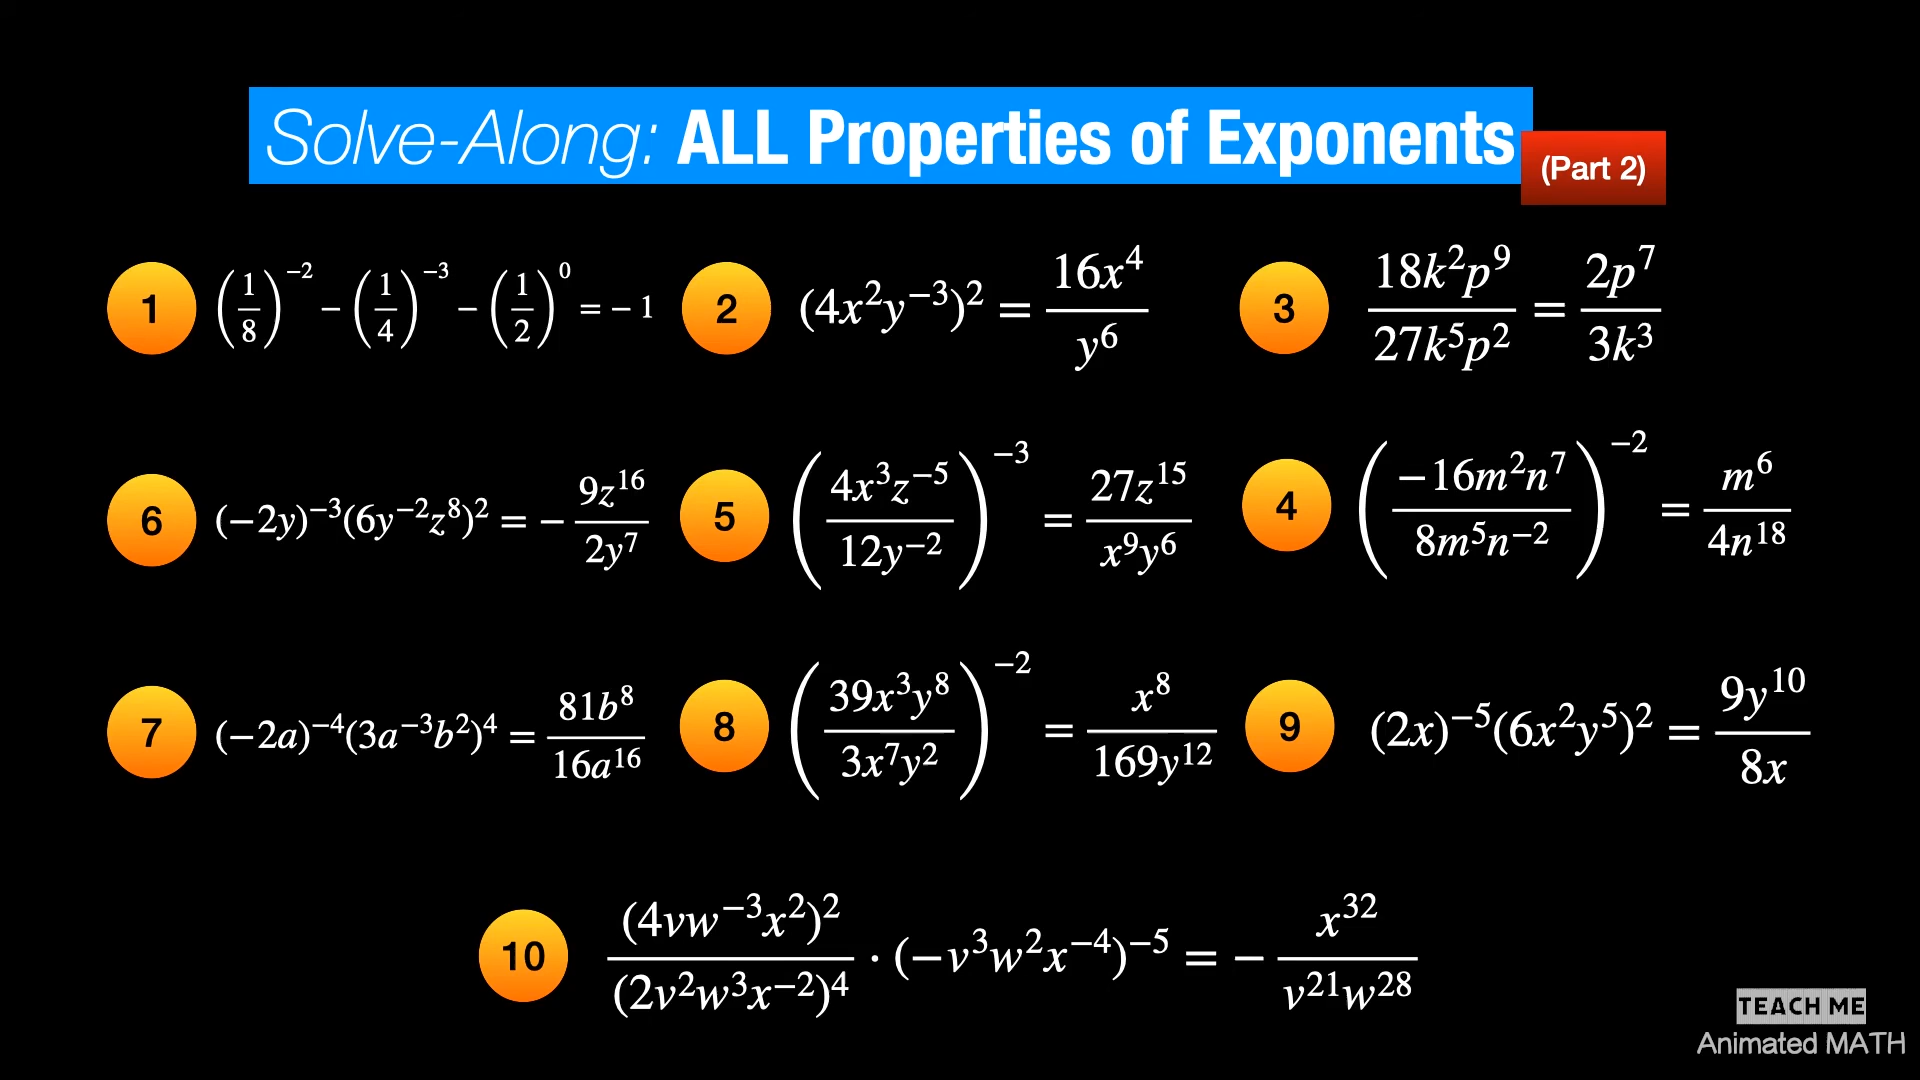 Solve-Along: ALL Properties of Exponents
(Part 2)
1 (1/8)⁻² − (1/4)⁻³ − (1/2)⁰ = − 1
2 (4x²y⁻³)² = 16x⁴/y⁶
3 18k²p⁹/27k⁵p² = 2p⁷/3k³
6 (−2y)⁻³(6y⁻²z⁸)² = − 9z¹⁶/2y⁷
5 (4x³z⁻⁵/12y⁻²)⁻³ = 27z¹⁵/x⁹y⁶
4 (−16m²n⁷/8m⁵n⁻²)⁻² = m⁶/4n¹⁸
7 (−2a)⁻⁴(3a⁻³b²)⁴ = 81b⁸/16a¹⁶
8 (39x³y⁸/3x⁷y²)⁻² = x⁸/169y¹²
9 (2x)⁻⁵(6x²y⁵)² = 9y¹⁰/8x
10 (4vw⁻³x²)²/(2v²w³x⁻²)⁴ · (−v³w²x⁻⁴)⁻⁵ = − x³²/v²¹w²⁸
TEACH ME
Animated MATH